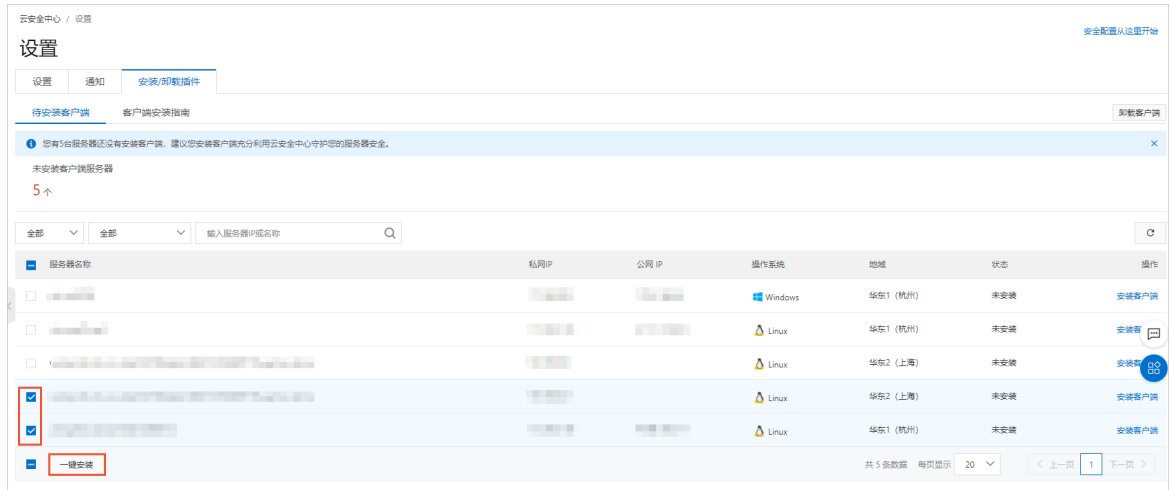 云安全中心 / 设置
安全配置从这里开始
设置
设置 通知 安装/卸载插件
待安装客户端 客户端安装指南 卸载客户端
您有5台服务器还没有安装客户端，建议您安装客户端充分利用云安全中心守护您的服务器安全。
未安装客户端服务器
5 个
全部 全部 输入服务器IP或名称
服务器名称 私网IP 公网 IP 操作系统 地域 状态 操作
Windows 华东1（杭州） 未安装 安装客户端
Linux 华东1（杭州） 未安装 安装客
Linux 华东2（上海） 未安装 安装客
Linux 华东2（上海） 未安装 安装客户端
Linux 华东1（杭州） 未安装 安装客户端
一键安装 共 5 条数据 每页显示 20 < 上一页 1 下一页 >